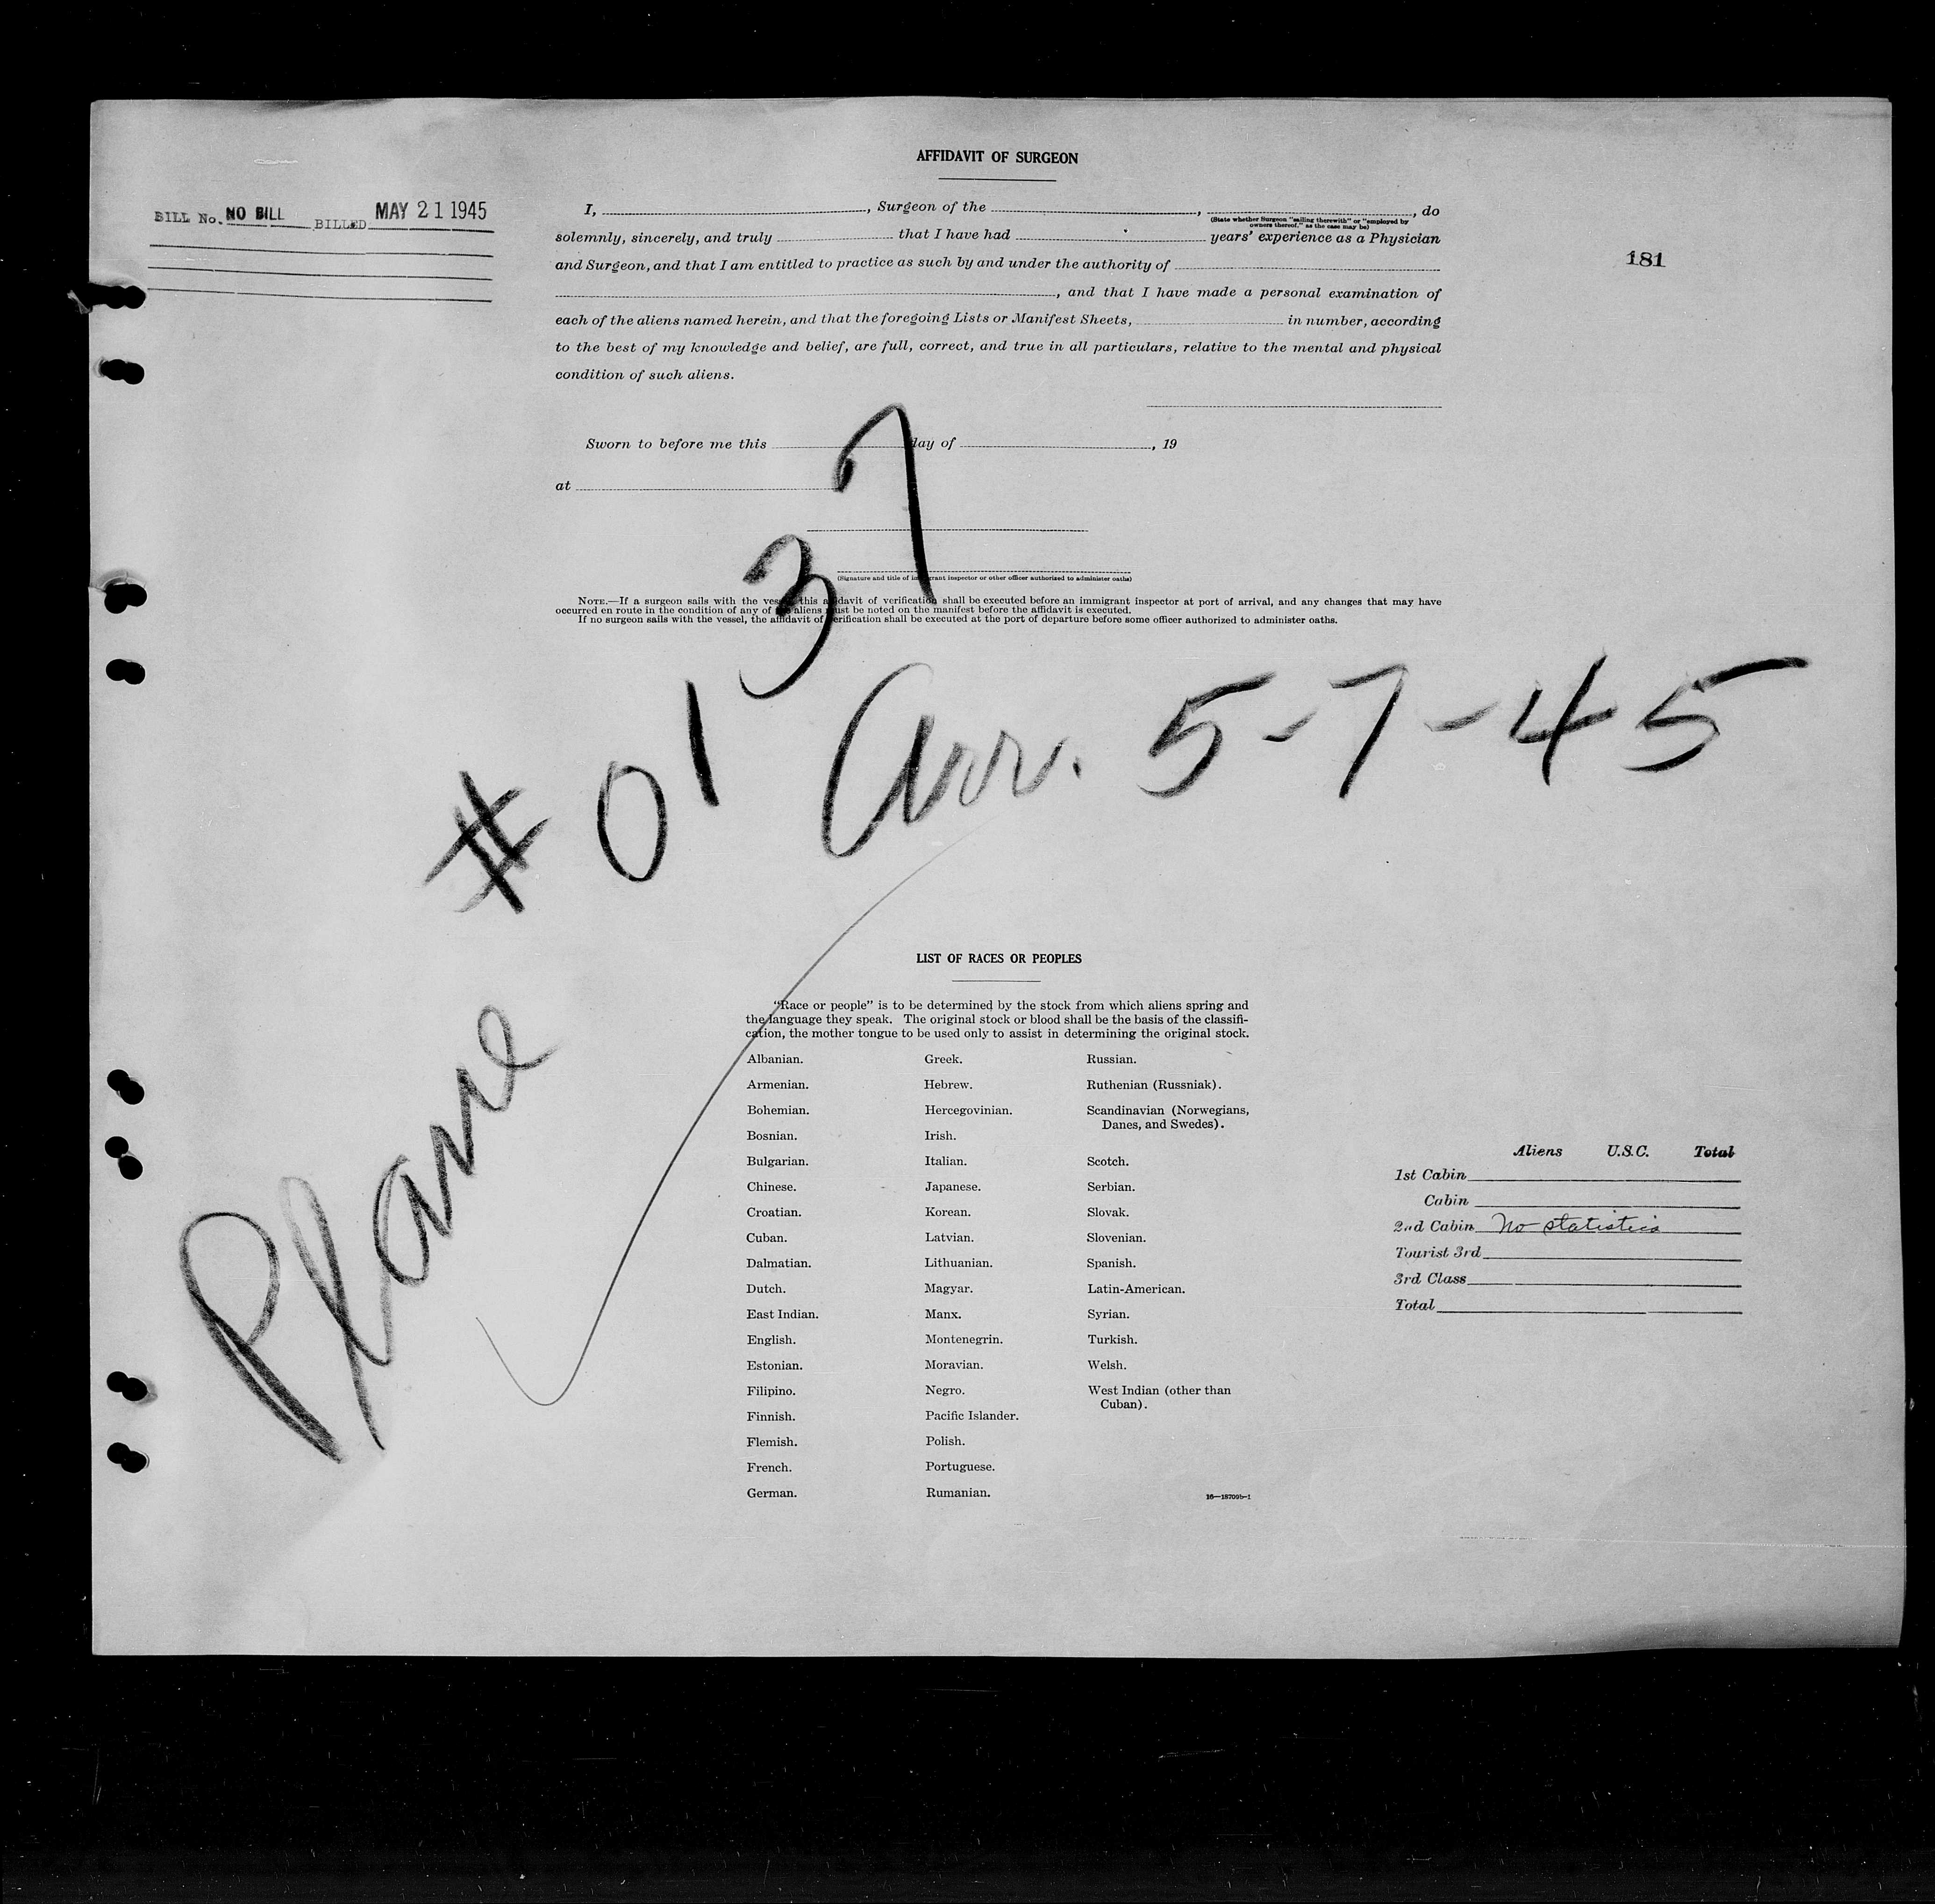 AFFIDAVIT OF SURGEON
BILL No. NO BILL BILLED MAY 21 1945
I, , Surgeon of the , , do
(State whether Surgeon "sailing therewith" or "employed by
owners thereof," as the case may be)
solemnly, sincerely, and truly that I have had years' experience as a Physician
and Surgeon, and that I am entitled to practice as such by and under the authority of
181
, and that I have made a personal examination of
each of the aliens named herein, and that the foregoing Lists or Manifest Sheets, in number, according
to the best of my knowledge and belief, are full, correct, and true in all particulars, relative to the mental and physical
condition of such aliens.
Sworn to before me this day of , 19
at
(Signature and title of immigrant inspector or other officer authorized to administer oaths)
NOTE.—If a surgeon sails with the vessel, this affidavit of verification shall be executed before an immigrant inspector at port of arrival, and any changes that may have
occurred en route in the condition of any of the aliens must be noted on the manifest before the affidavit is executed.
If no surgeon sails with the vessel, the affidavit of verification shall be executed at the port of departure before some officer authorized to administer oaths.
Plane # 0137
Arr. 5-7-45
LIST OF RACES OR PEOPLES
"Race or people" is to be determined by the stock from which aliens spring and
the language they speak. The original stock or blood shall be the basis of the classifi-
cation, the mother tongue to be used only to assist in determining the original stock.
Albanian.
Armenian.
Bohemian.
Bosnian.
Bulgarian.
Chinese.
Croatian.
Cuban.
Dalmatian.
Dutch.
East Indian.
English.
Estonian.
Filipino.
Finnish.
Flemish.
French.
German.
Greek.
Hebrew.
Hercegovinian.
Irish.
Italian.
Japanese.
Korean.
Latvian.
Lithuanian.
Magyar.
Manx.
Montenegrin.
Moravian.
Negro.
Pacific Islander.
Polish.
Portuguese.
Rumanian.
Russian.
Ruthenian (Russniak).
Scandinavian (Norwegians,
Danes, and Swedes).
Scotch.
Serbian.
Slovak.
Slovenian.
Spanish.
Latin-American.
Syrian.
Turkish.
Welsh.
West Indian (other than
Cuban).
Aliens U.S.C. Total
1st Cabin
Cabin
2nd Cabin No statistics
Tourist 3rd
3rd Class
Total